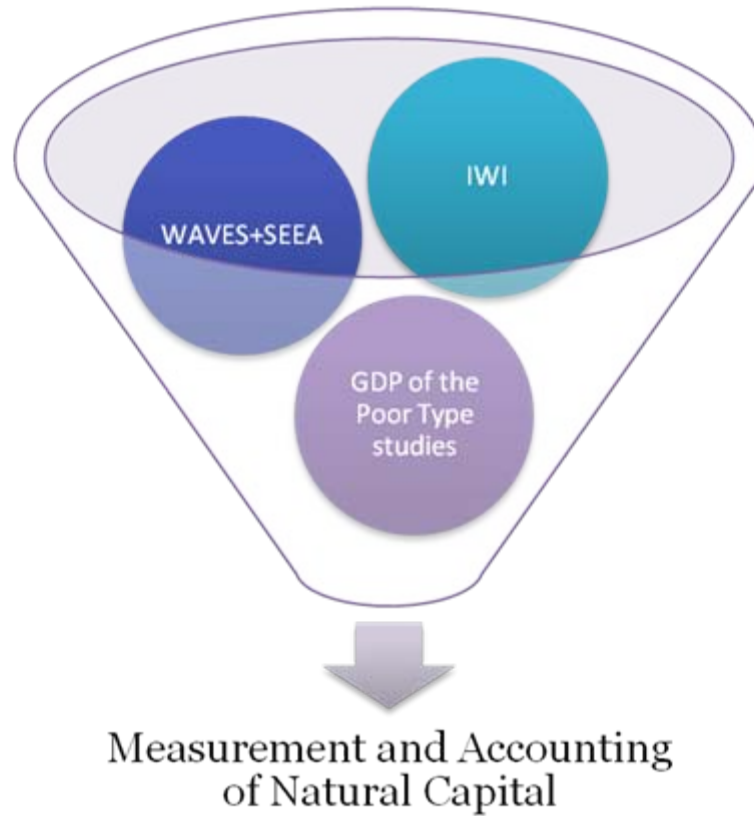 IWI
WAVES+SEEA
GDP of the
Poor Type
studies
Measurement and Accounting
of Natural Capital